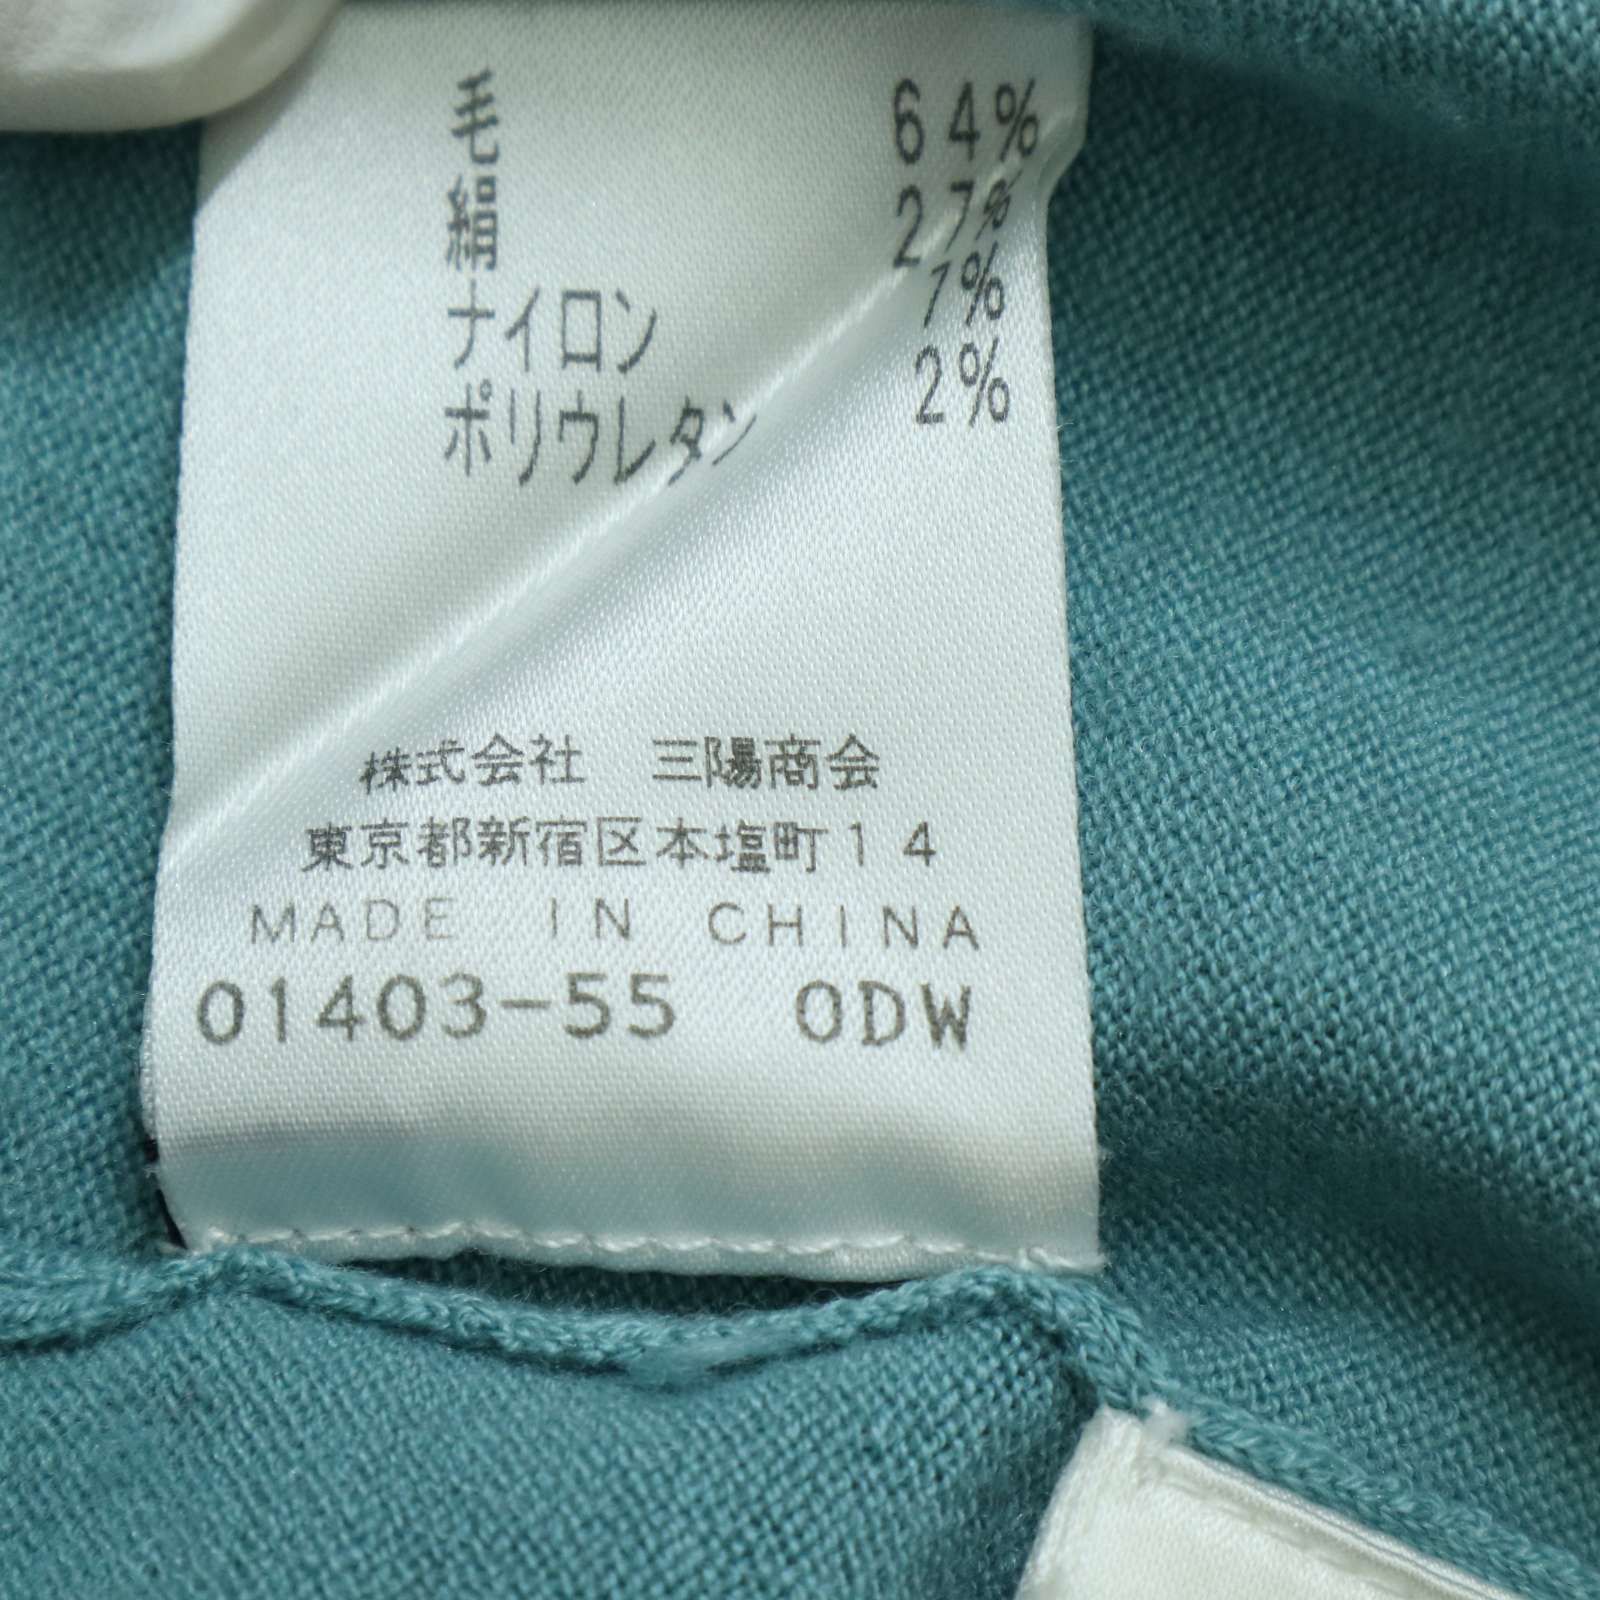 毛 64%
絹 27%
ナイロン 7%
ポリウレタン 2%
株式会社 三陽商会
東京都新宿区本塩町14
MADE IN CHINA
01403-55 0DW